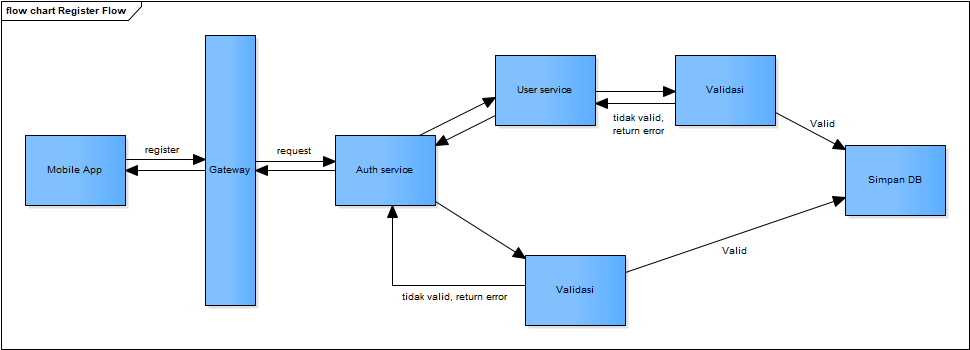 flow chart Register Flow
Mobile App
register
Gateway
request
Auth service
User service
tidak valid,
return error
Validasi
Valid
Simpan DB
Valid
Validasi
tidak valid, return error